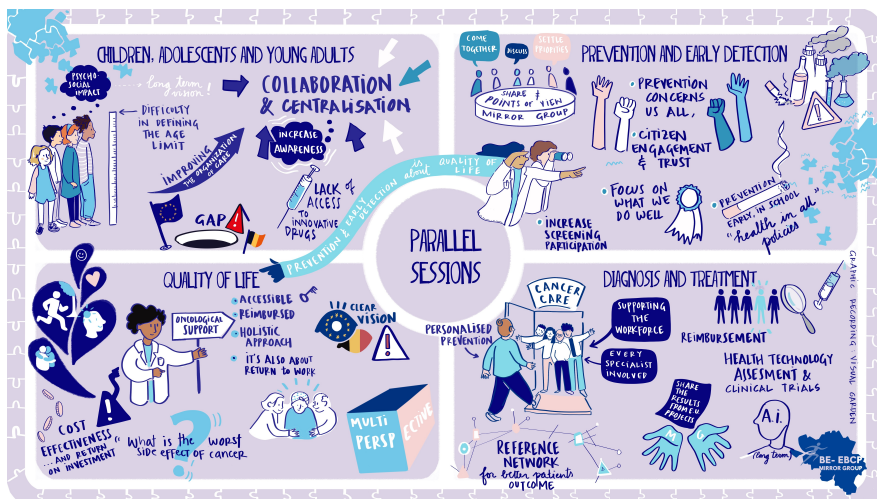 CHILDREN, ADOLESCENTS AND YOUNG ADULTS
PSYCHO-
SOCIAL
IMPACT
long term
vision!
COLLABORATION
& CENTRALISATION
DIFFICULTY
IN DEFINING
THE AGE
LIMIT
IMPROVING
THE ORGANIZATION
OF CARE
INCREASE
AWARENESS
LACK OF
ACCESS
TO
INNOVATIVE
DRUGS
GAP
COME
TOGETHER
DISCUSS
SETTLE
PRIORITIES
SHARE &
POINTS OF VIEW
MIRROR GROUP
PREVENTION AND EARLY DETECTION
PREVENTION
CONCERNS
US ALL,
CITIZEN
ENGAGEMENT
& TRUST
FOCUS ON
WHAT WE
DO WELL
INCREASE
SCREENING
PARTICIPATION
PREVENTION
EARLY, IN SCHOOL
"health in all
policies"
PREVENTION & EARLY
DETECTION
is
about
QUALITY OF
LIFE
PARALLEL
SESSIONS
QUALITY OF LIFE
ONCOLOGICAL
SUPPORT
ACCESSIBLE
REIMBURSED
HOLISTIC
APPROACH
IT'S ALSO ABOUT
RETURN TO WORK
CLEAR
VISION
COST
EFFECTIVENESS
...AND RETURN
ON INVESTMENT
"What is the worst
side effect of cancer
?
MULTI
PERSP
ECTIVE
DIAGNOSIS AND TREATMENT
CANCER
CARE
PERSONALISED
PREVENTION
SUPPORTING
THE
WORKFORCE
EVERY
SPECIALIST
INVOLVED
REIMBURSEMENT
HEALTH TECHNOLOGY
ASSESMENT &
CLINICAL TRIALS
SHARE
THE
RESULTS
FROM EU
PROJECTS
M G
A.i.
(long term)
REFERENCE
NETWORK
for better patients
OUTCOME
BE-EBCP
MIRROR GROUP
GRAPHIC RECORDING: VISUAL GARDEN